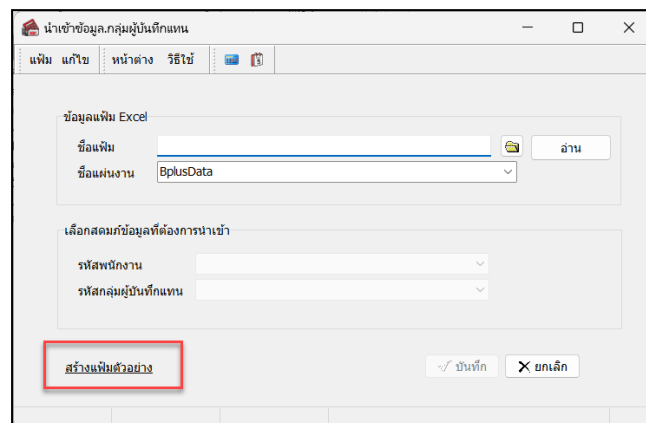 นำเข้าข้อมูล.กลุ่มผู้บันทึกแทน
แฟ้ม แก้ไข หน้าต่าง วิธีใช้
ข้อมูลแฟ้ม Excel
ชื่อแฟ้ม อ่าน
ชื่อแผ่นงาน BplusData
เลือกสดมภ์ข้อมูลที่ต้องการนำเข้า
รหัสพนักงาน
รหัสกลุ่มผู้บันทึกแทน
สร้างแฟ้มตัวอย่าง บันทึก ยกเลิก